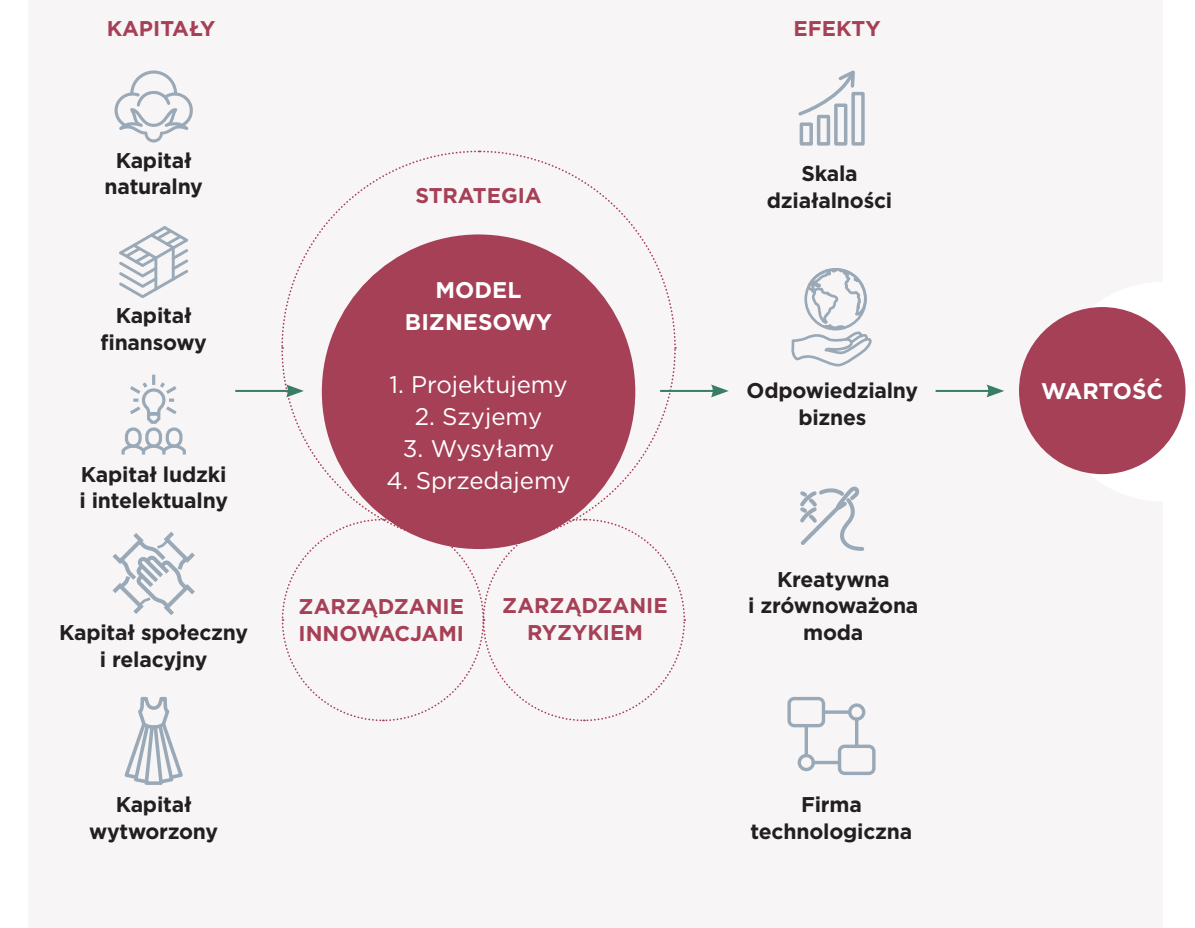 KAPITAŁY
Kapitał
naturalny
Kapitał
finansowy
Kapitał ludzki
i intelektualny
Kapitał społeczny
i relacyjny
Kapitał
wytworzony
STRATEGIA
MODEL
BIZNESOWY
1. Projektujemy
2. Szyjemy
3. Wysyłamy
4. Sprzedajemy
ZARZĄDZANIE
INNOWACJAMI
ZARZĄDZANIE
RYZYKIEM
EFEKTY
Skala
działalności
Odpowiedzialny
biznes
Kreatywna
i zrównoważona
moda
Firma
technologiczna
WARTOŚĆ